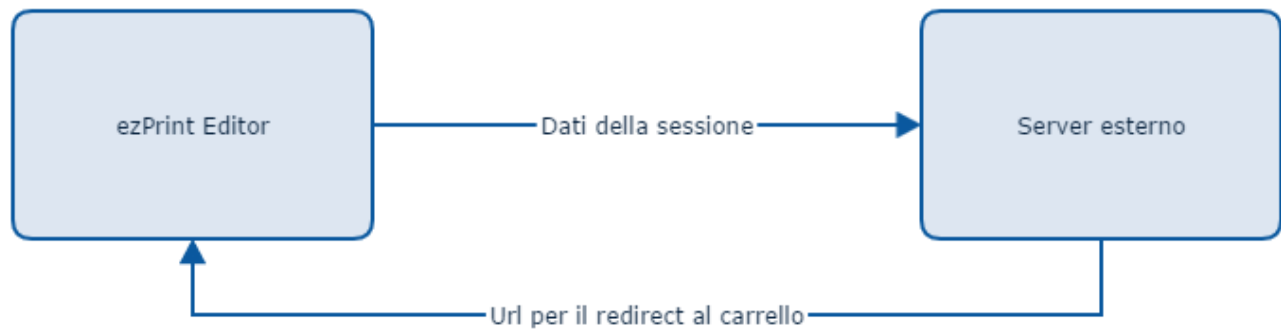 ezPrint Editor
Dati della sessione
Server esterno
Url per il redirect al carrello